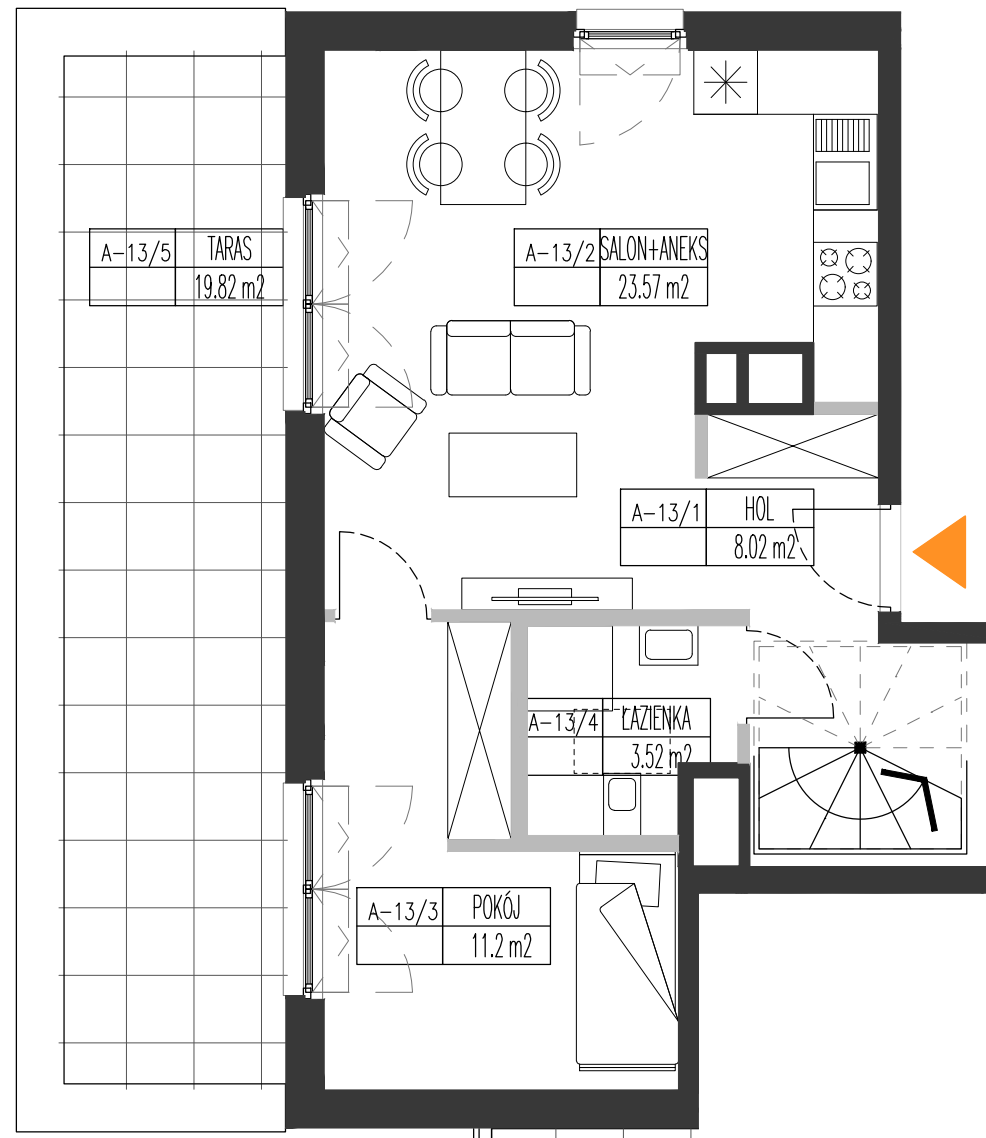 A-13/5 TARAS
19.82 m2
A-13/2 SALON+ANEKS
23.57 m2
A-13/1 HOL
8.02 m2
A-13/4 ŁAZIENKA
3.52 m2
A-13/3 POKÓJ
11.2 m2